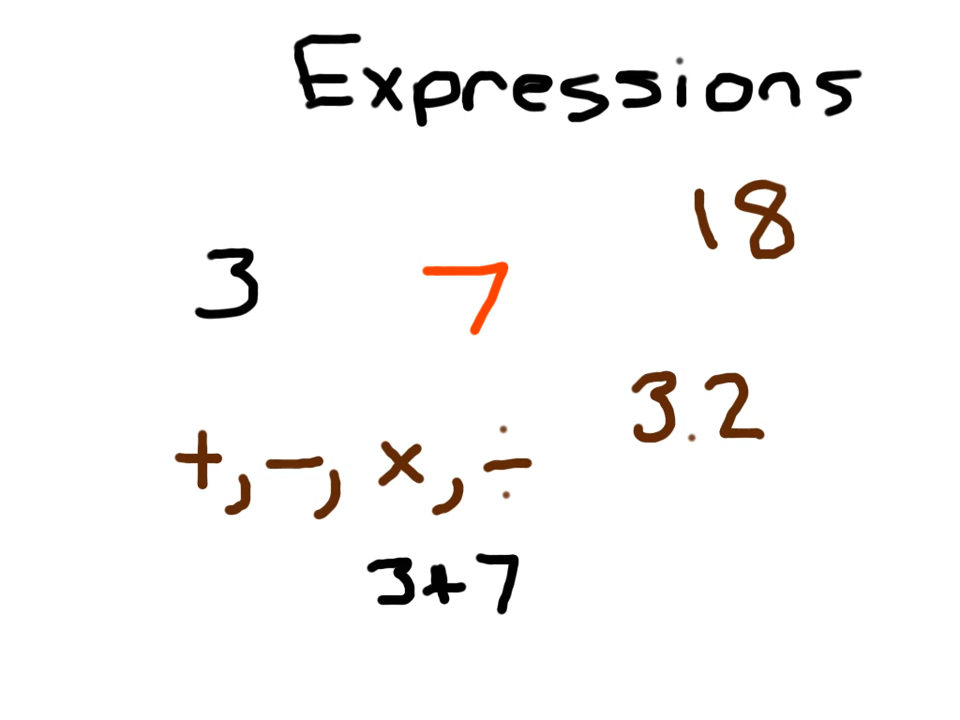 Expressions
18
3 7
3.2
+, -, x, ÷
3+7